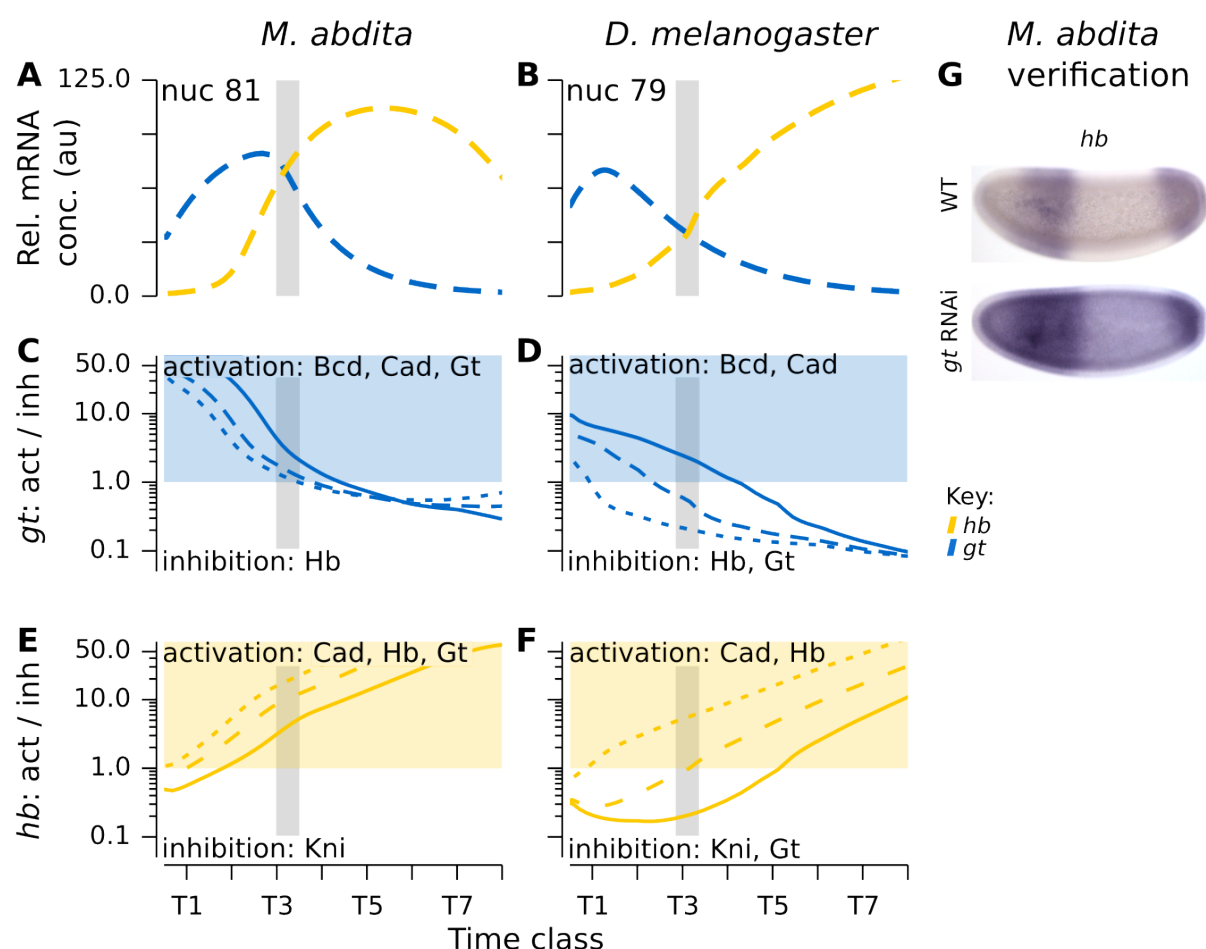 M. abdita
D. melanogaster
M. abdita
verification
A
125.0
nuc 81
B
nuc 79
G
Rel. mRNA
conc. (au)
0.0
hb
WT
gt RNAi
C
50.0
activation: Bcd, Cad, Gt
D
activation: Bcd, Cad
gt: act / inh
10.0
1.0
0.1
inhibition: Hb
inhibition: Hb, Gt
Key:
hb
gt
E
50.0
activation: Cad, Hb, Gt
F
activation: Cad, Hb
hb: act / inh
10.0
1.0
0.1
inhibition: Kni
inhibition: Kni, Gt
T1 T3 T5 T7 T1 T3 T5 T7
Time class